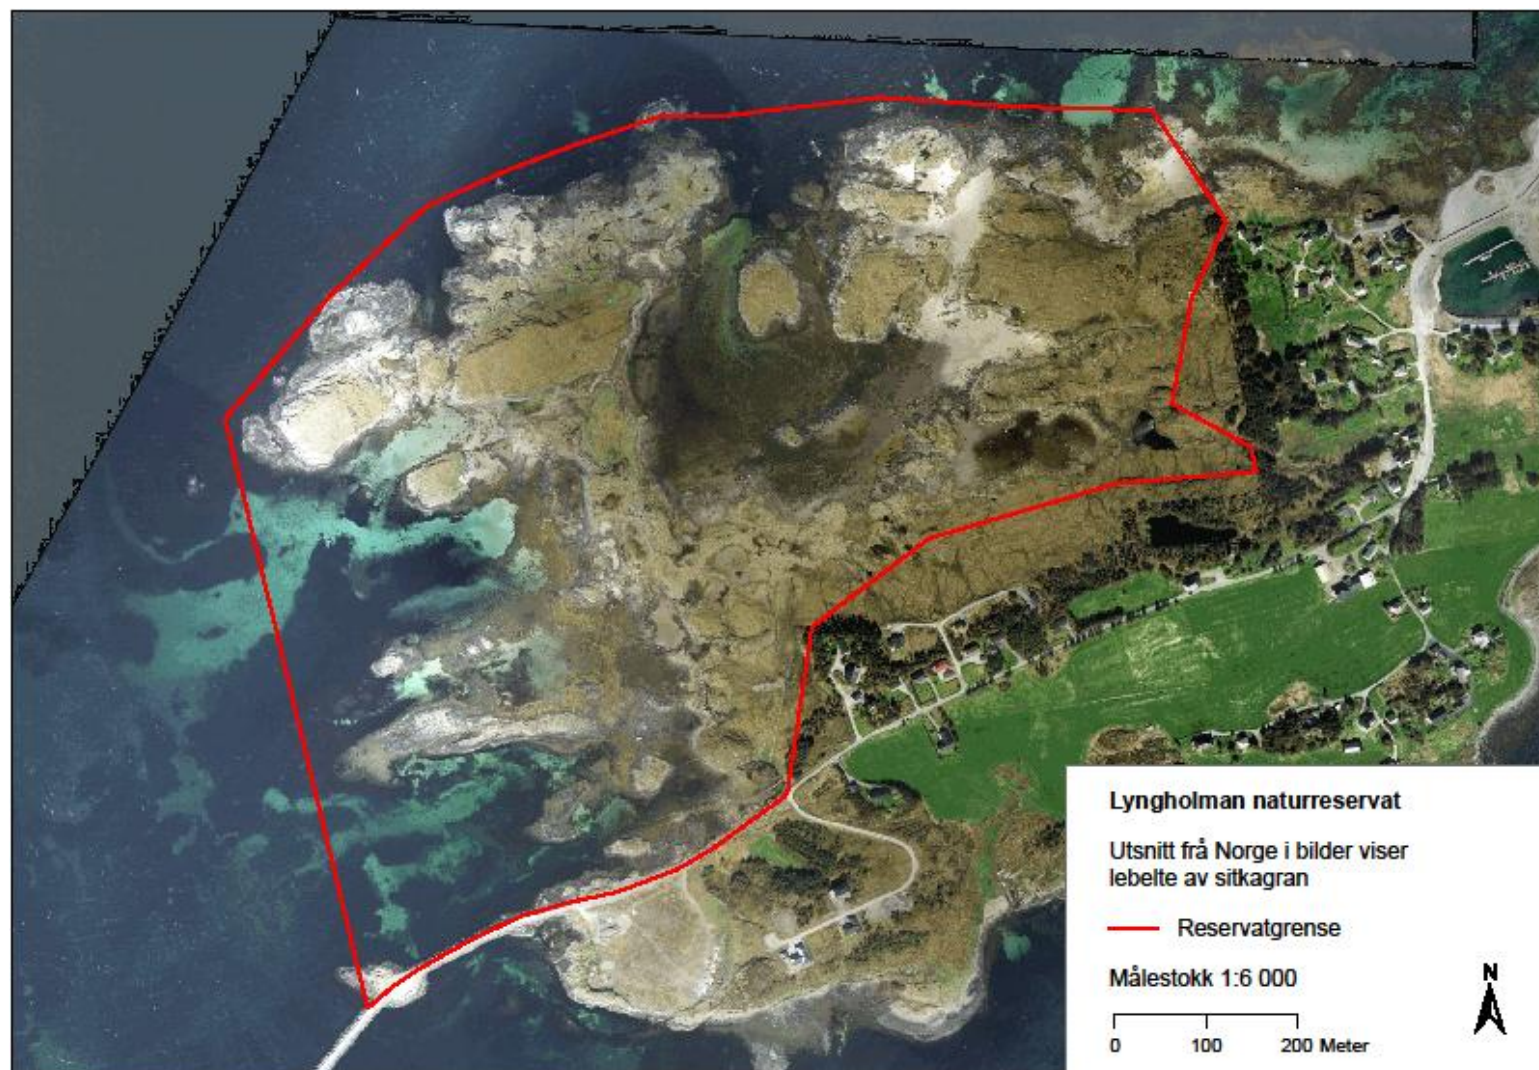 Lyngholman naturreservat
Utsnitt frå Norge i bilder viser
lebelte av sitkagran
Reservatgrense
Målestokk 1:6 000
N
0 100 200 Meter